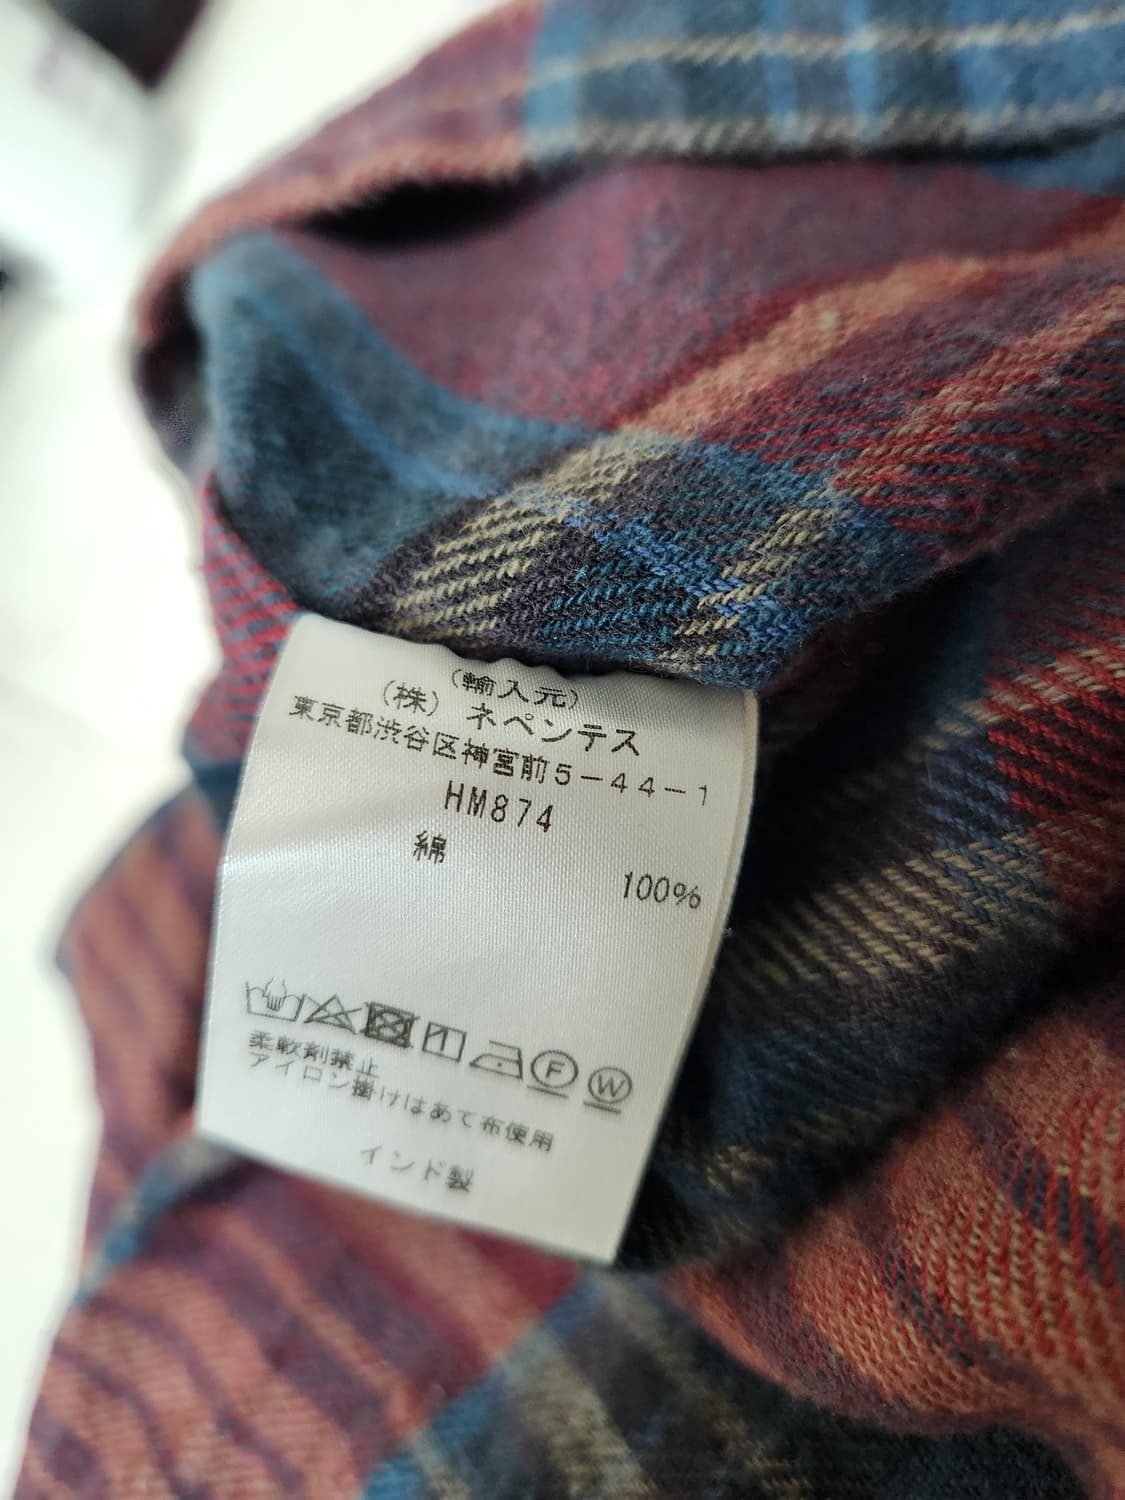 (輸入元)
(株) ネペンテス
東京都渋谷区神宮前5-44-1
HM874
綿
100%
F W
柔軟剤禁止
アイロン掛けはあて布使用
インド製